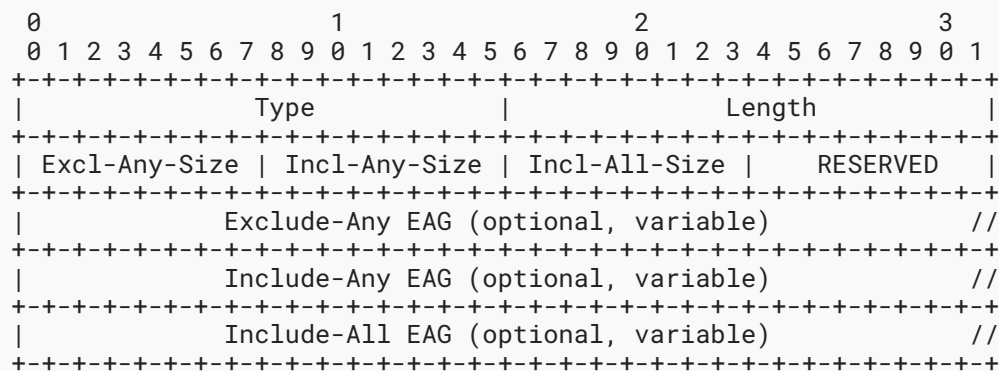 0                   1                   2                   3
 0 1 2 3 4 5 6 7 8 9 0 1 2 3 4 5 6 7 8 9 0 1 2 3 4 5 6 7 8 9 0 1
+-+-+-+-+-+-+-+-+-+-+-+-+-+-+-+-+-+-+-+-+-+-+-+-+-+-+-+-+-+-+-+-+
|               Type            |              Length           |
+-+-+-+-+-+-+-+-+-+-+-+-+-+-+-+-+-+-+-+-+-+-+-+-+-+-+-+-+-+-+-+-+
| Excl-Any-Size | Incl-Any-Size | Incl-All-Size |    RESERVED   |
+-+-+-+-+-+-+-+-+-+-+-+-+-+-+-+-+-+-+-+-+-+-+-+-+-+-+-+-+-+-+-+-+
|             Exclude-Any EAG (optional, variable)             //
+-+-+-+-+-+-+-+-+-+-+-+-+-+-+-+-+-+-+-+-+-+-+-+-+-+-+-+-+-+-+-+-+
|             Include-Any EAG (optional, variable)             //
+-+-+-+-+-+-+-+-+-+-+-+-+-+-+-+-+-+-+-+-+-+-+-+-+-+-+-+-+-+-+-+-+
|             Include-All EAG (optional, variable)             //
+-+-+-+-+-+-+-+-+-+-+-+-+-+-+-+-+-+-+-+-+-+-+-+-+-+-+-+-+-+-+-+-+